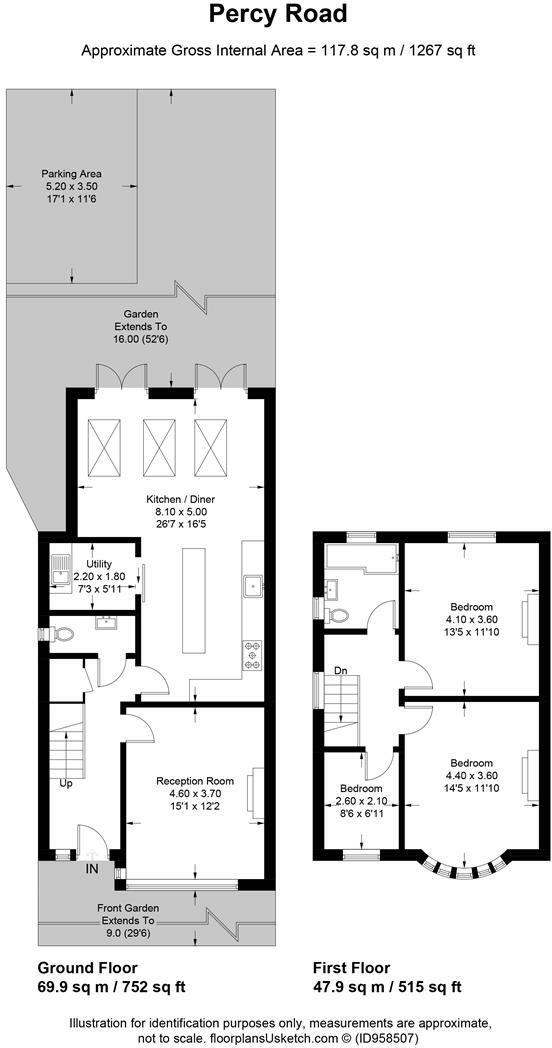 Percy Road
Approximate Gross Internal Area = 117.8 sq m / 1267 sq ft
Parking Area
5.20 x 3.50
17'1 x 11'6
Garden
Extends To
16.00 (52'6)
Kitchen / Diner
8.10 x 5.00
26'7 x 16'5
Utility
2.20 x 1.80
7'3 x 5'11
Up
Reception Room
4.60 x 3.70
15'1 x 12'2
IN
Front Garden
Extends To
9.0 (29'6)
Bedroom
4.10 x 3.60
13'5 x 11'10
Dn
Bedroom
4.40 x 3.60
14'5 x 11'10
Bedroom
2.60 x 2.10
8'6 x 6'11
Ground Floor
69.9 sq m / 752 sq ft
First Floor
47.9 sq m / 515 sq ft
Illustration for identification purposes only, measurements are approximate,
not to scale. floorplansUsketch.com © (ID958507)